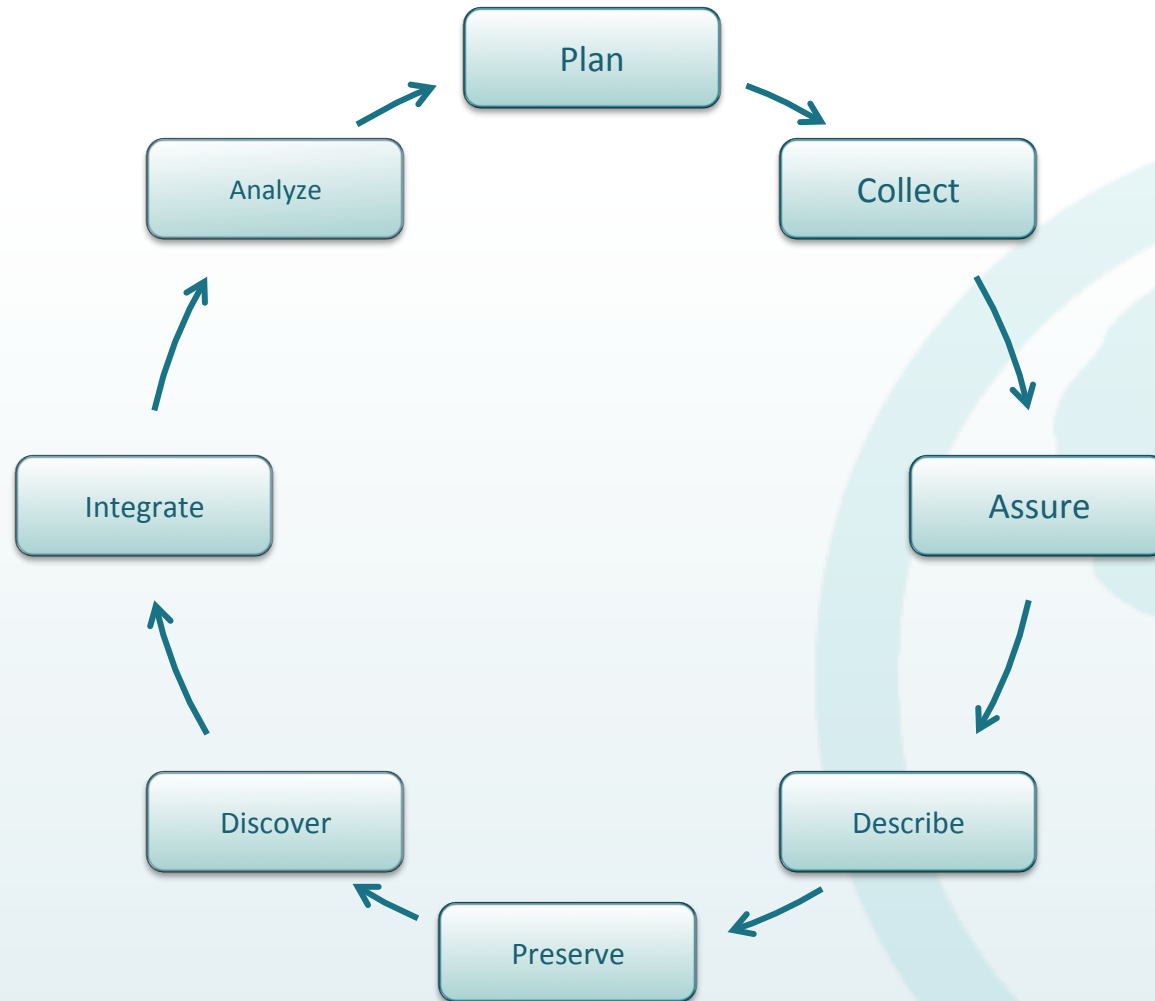 Plan
Collect
Assure
Describe
Preserve
Discover
Integrate
Analyze